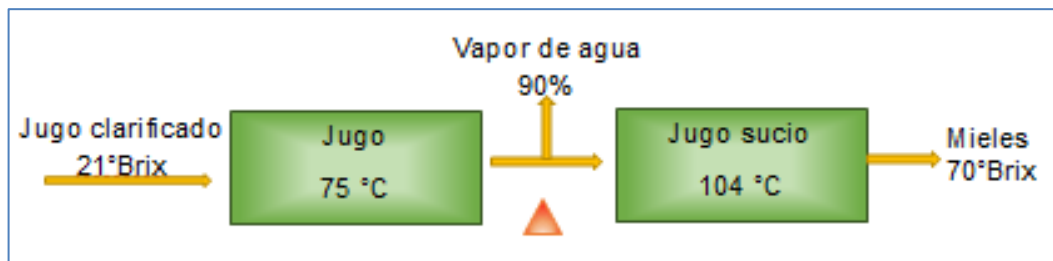 Vapor de agua
90%
Jugo clarificado
21°Brix
Jugo
75 °C
Jugo sucio
104 °C
Mieles
70°Brix